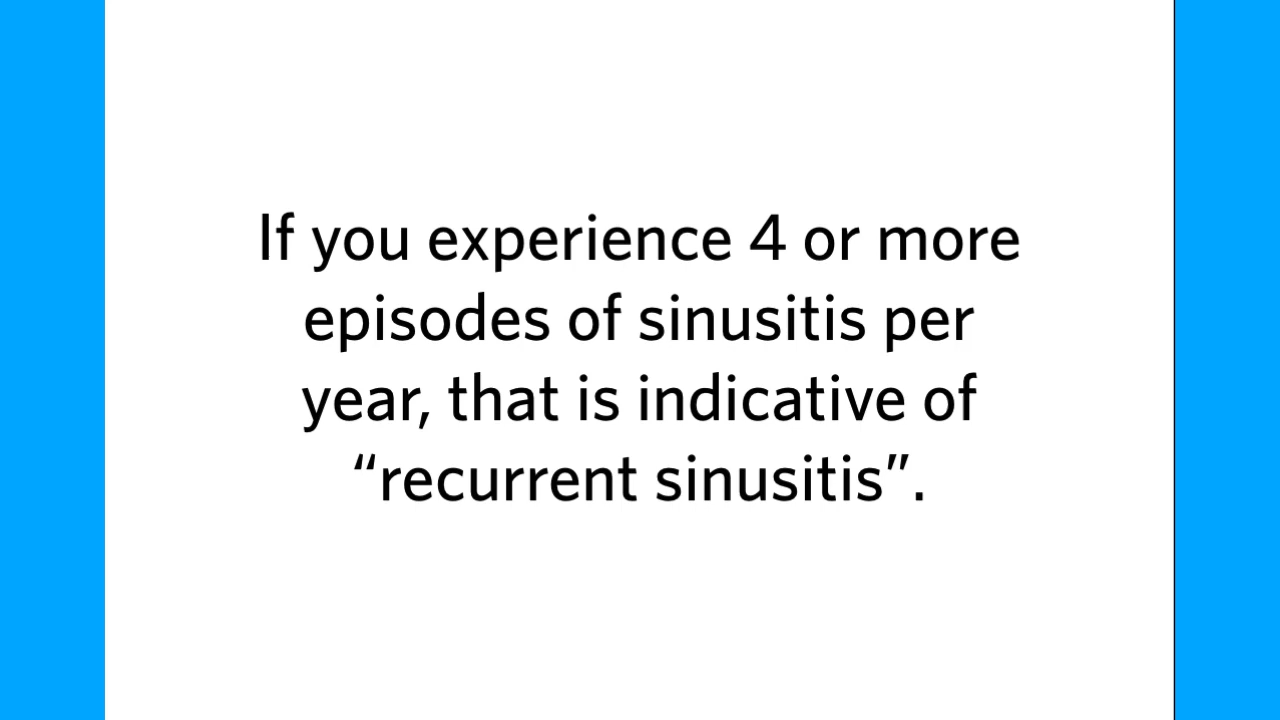 If you experience 4 or more
episodes of sinusitis per
year, that is indicative of
“recurrent sinusitis”.